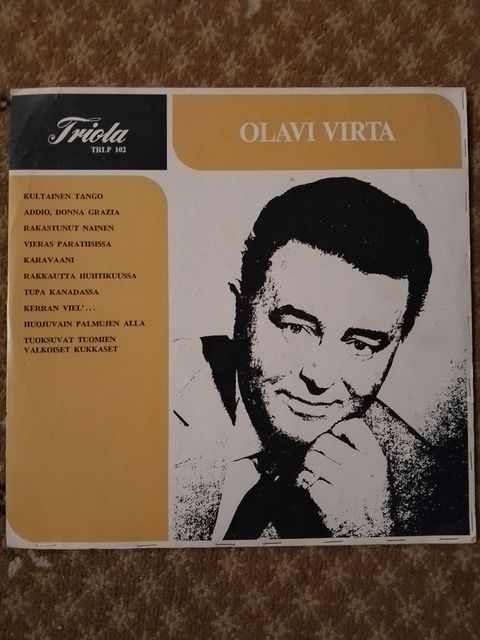 Triola
TRLP 102
OLAVI VIRTA
KULTAINEN TANGO
ADDIO, DONNA GRAZIA
RAKASTUNUT NAINEN
VIERAS PARATIISISSA
KARAVAANI
RAKKAUTTA HUHTIKUUSSA
TUPA KANADASSA
KERRAN VIEL'...
HUOJUVAIN PALMUJEN ALLA
TUOKSUVAT TUOMIEN
VALKOISET KUKKASET